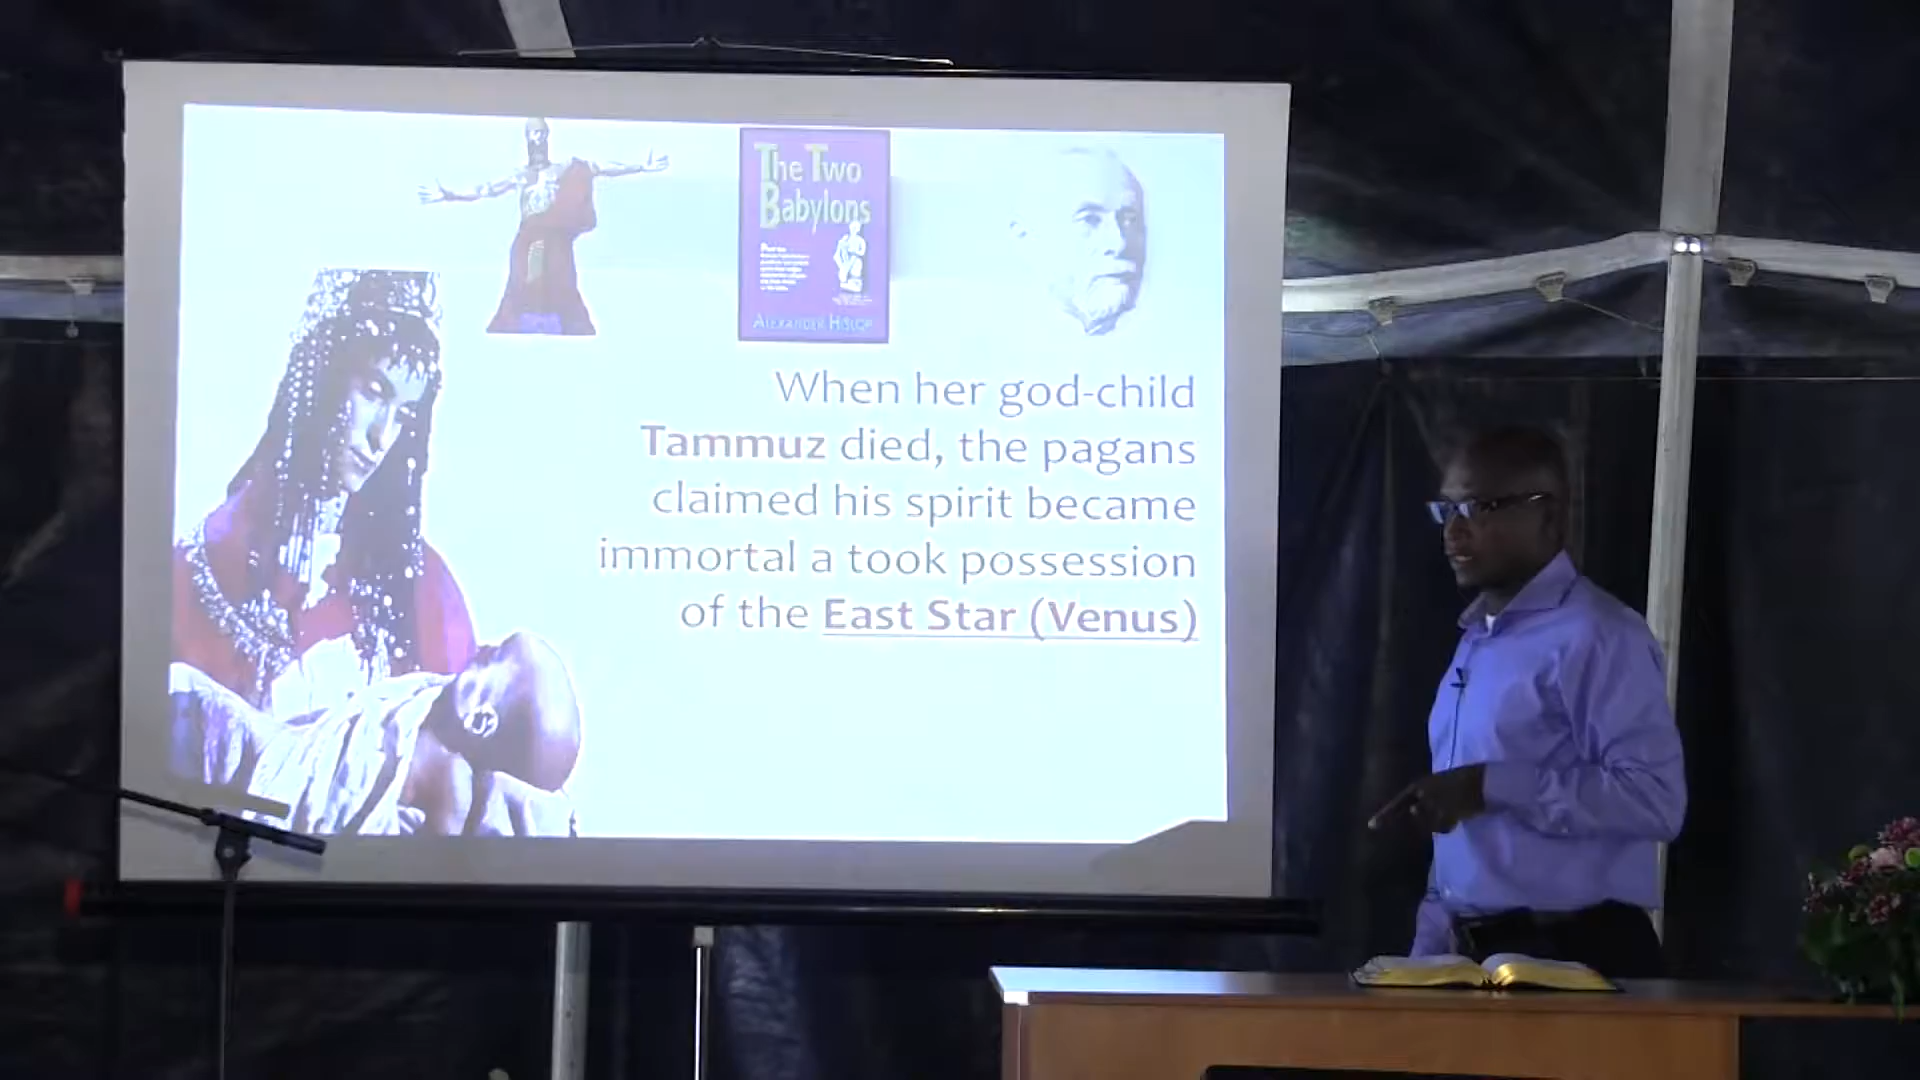 The Two
Babylons
ALEXANDER HISLOP
When her god-child
Tammuz died, the pagans
claimed his spirit became
immortal a took possession
of the East Star (Venus)